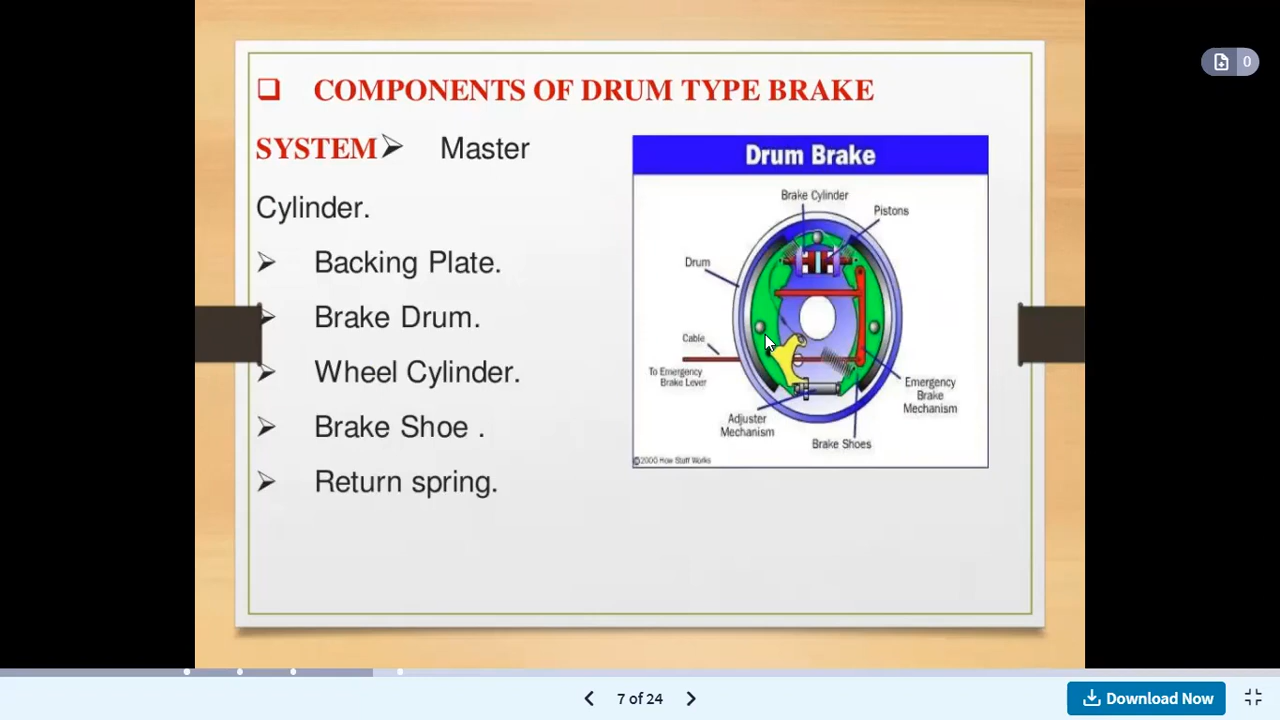 COMPONENTS OF DRUM TYPE BRAKE
SYSTEM➢ Master
Cylinder.
➢ Backing Plate.
➢ Brake Drum.
➢ Wheel Cylinder.
➢ Brake Shoe .
➢ Return spring.
Drum Brake
Brake Cylinder
Pistons
Drum
Cable
To Emergency
Brake Lever
Adjuster
Mechanism
Brake Shoes
Emergency
Brake
Mechanism
©2000 How Stuff Works
0
7 of 24
Download Now